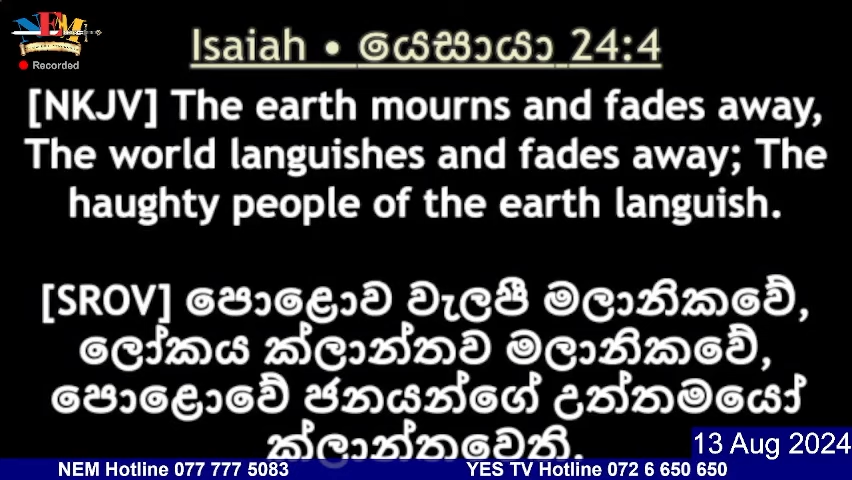 NEM
Recorded
Isaiah • යෙසායා 24:4
[NKJV] The earth mourns and fades away,
The world languishes and fades away; The
haughty people of the earth languish.
[SROV] පොළොව වැලපී මලානිකවේ,
ලෝකය ක්ලාන්තව මලානිකවේ,
පොළොවේ ජනයන්ගේ උත්තමයෝ
ක්ලාන්තවෙති.
13 Aug 2024
NEM Hotline 077 777 5083
YES TV Hotline 072 6 650 650